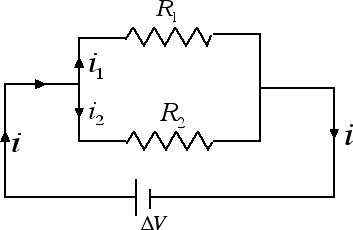 R₁
i₁
i₂
R₂
i
i
ΔV